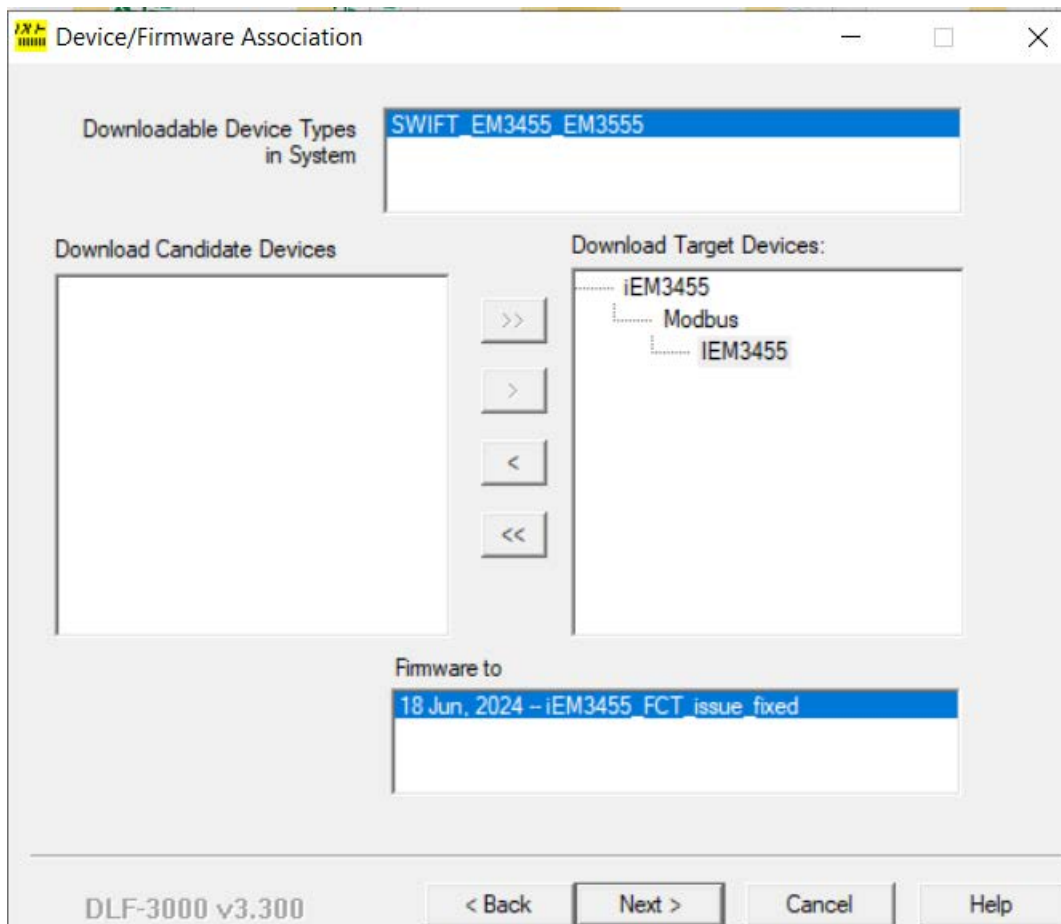 Device/Firmware Association
Downloadable Device Types
in System
SWIFT_EM3455_EM3555
Download Candidate Devices
Download Target Devices:
iEM3455
Modbus
IEM3455
>>
>
<
<<
Firmware to
18 Jun, 2024 -- iEM3455_FCT_issue_fixed
DLF-3000 v3.300
< Back
Next >
Cancel
Help